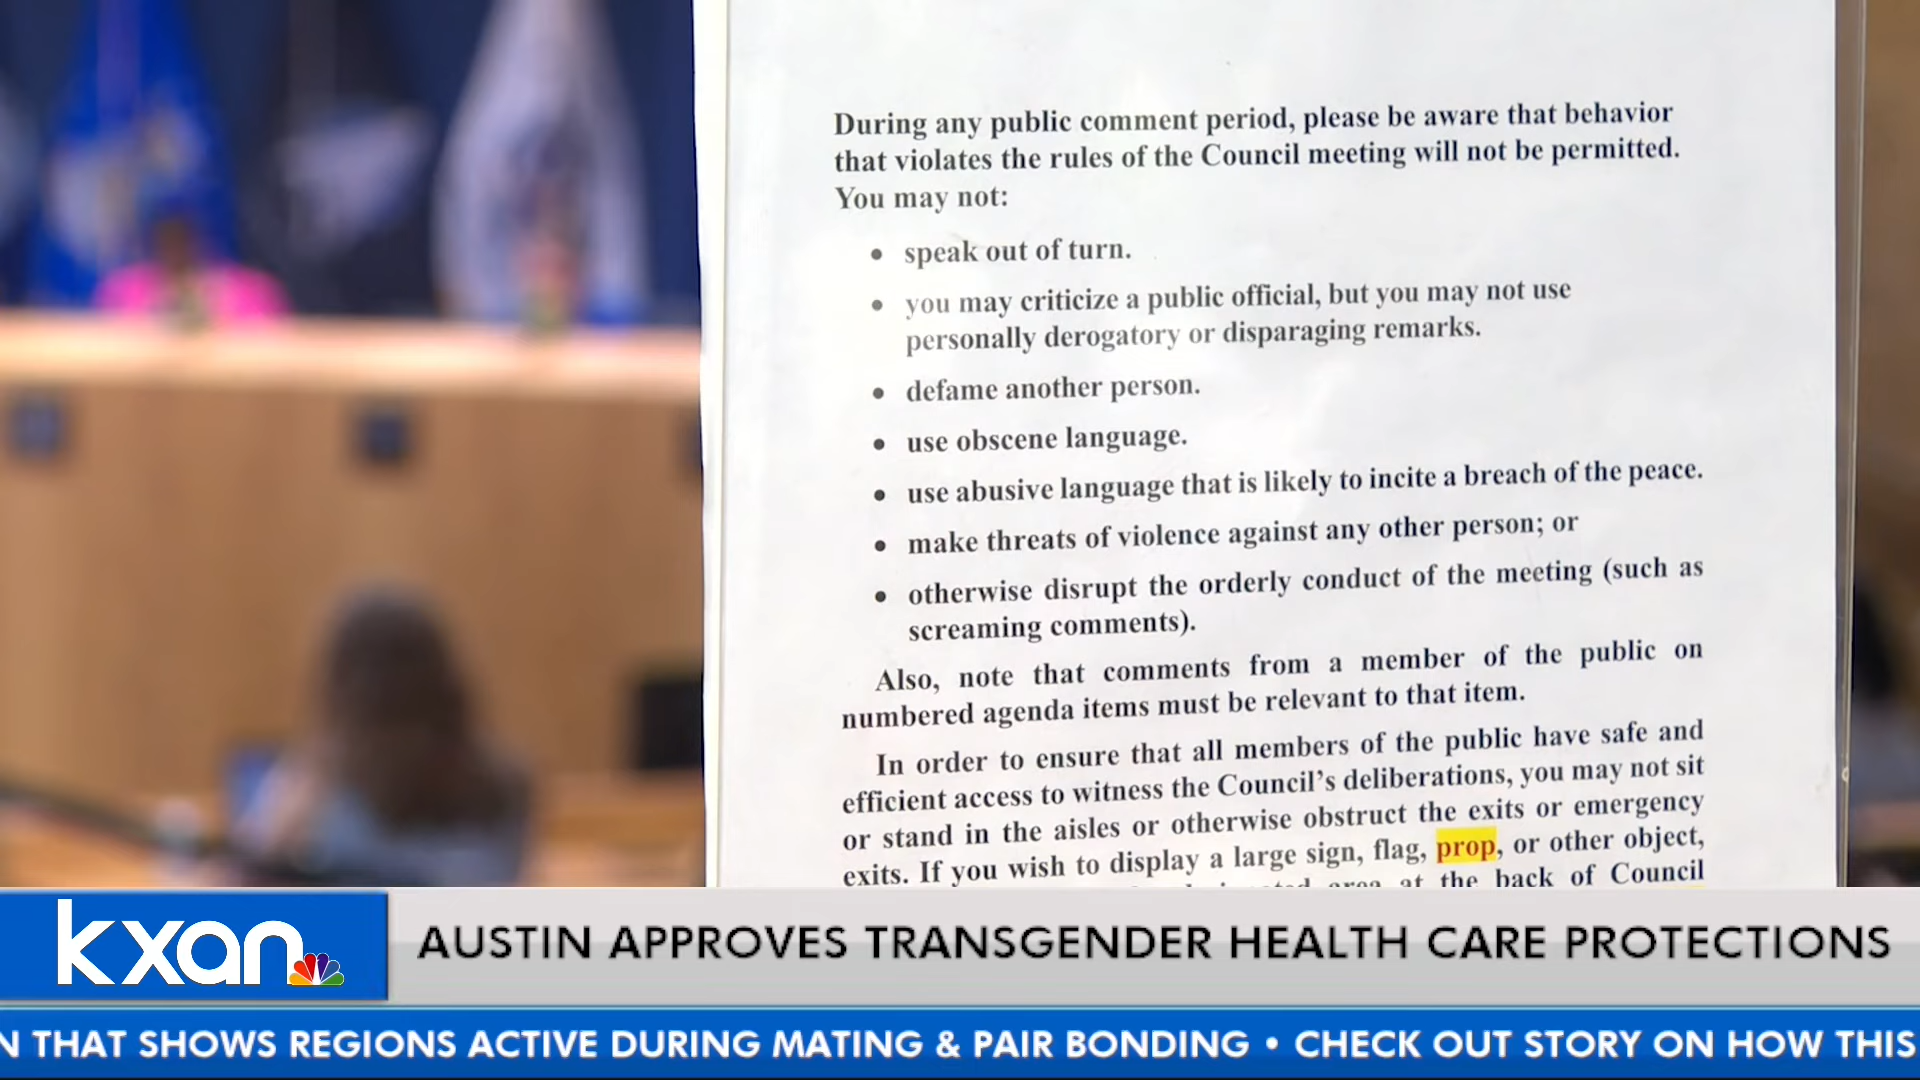 During any public comment period, please be aware that behavior
that violates the rules of the Council meeting will not be permitted.
You may not:
• speak out of turn.
• you may criticize a public official, but you may not use
personally derogatory or disparaging remarks.
• defame another person.
• use obscene language.
• use abusive language that is likely to incite a breach of the peace.
• make threats of violence against any other person; or
• otherwise disrupt the orderly conduct of the meeting (such as
screaming comments).
Also, note that comments from a member of the public on
numbered agenda items must be relevant to that item.
In order to ensure that all members of the public have safe and
efficient access to witness the Council's deliberations, you may not sit
or stand in the aisles or otherwise obstruct the exits or emergency
exits. If you wish to display a large sign, flag, prop, or other object,
area at the back of Council
kxan
AUSTIN APPROVES TRANSGENDER HEALTH CARE PROTECTIONS
N THAT SHOWS REGIONS ACTIVE DURING MATING & PAIR BONDING • CHECK OUT STORY ON HOW THIS